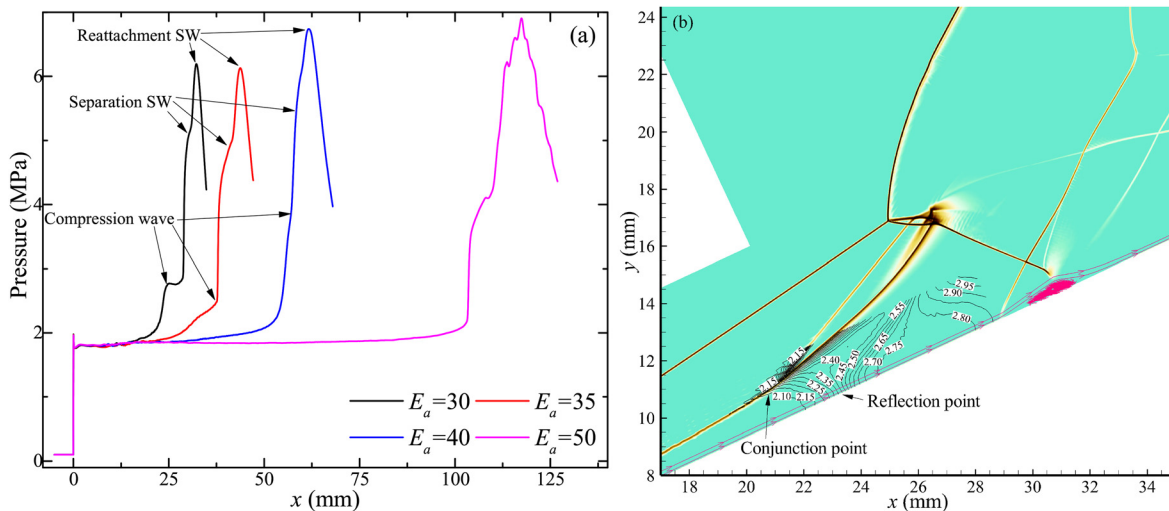 (a)
Reattachment SW
Separation SW
Compression wave
Pressure (MPa)
6
4
2
0
0 25 50 75 100 125
x (mm)
Ea=30 Ea=35
Ea=40 Ea=50
(b)
24
22
20
18
16
14
12
10
8
y (mm)
18 20 22 24 26 28 30 32 34
x (mm)
2.95
2.90
2.80
2.55
2.65
2.75
2.50
2.70
2.45
2.40
2.35
2.25
2.15
2.15
2.10
2.15
Reflection point
Conjunction point